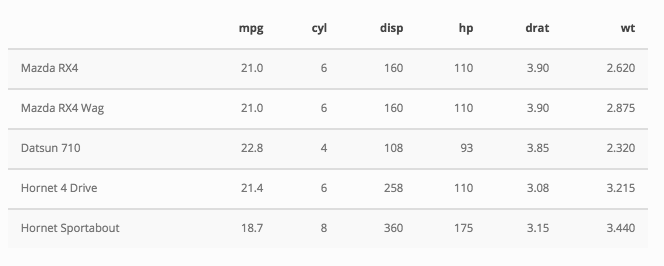 mpg cyl disp hp drat wt
Mazda RX4 21.0 6 160 110 3.90 2.620
Mazda RX4 Wag 21.0 6 160 110 3.90 2.875
Datsun 710 22.8 4 108 93 3.85 2.320
Hornet 4 Drive 21.4 6 258 110 3.08 3.215
Hornet Sportabout 18.7 8 360 175 3.15 3.440